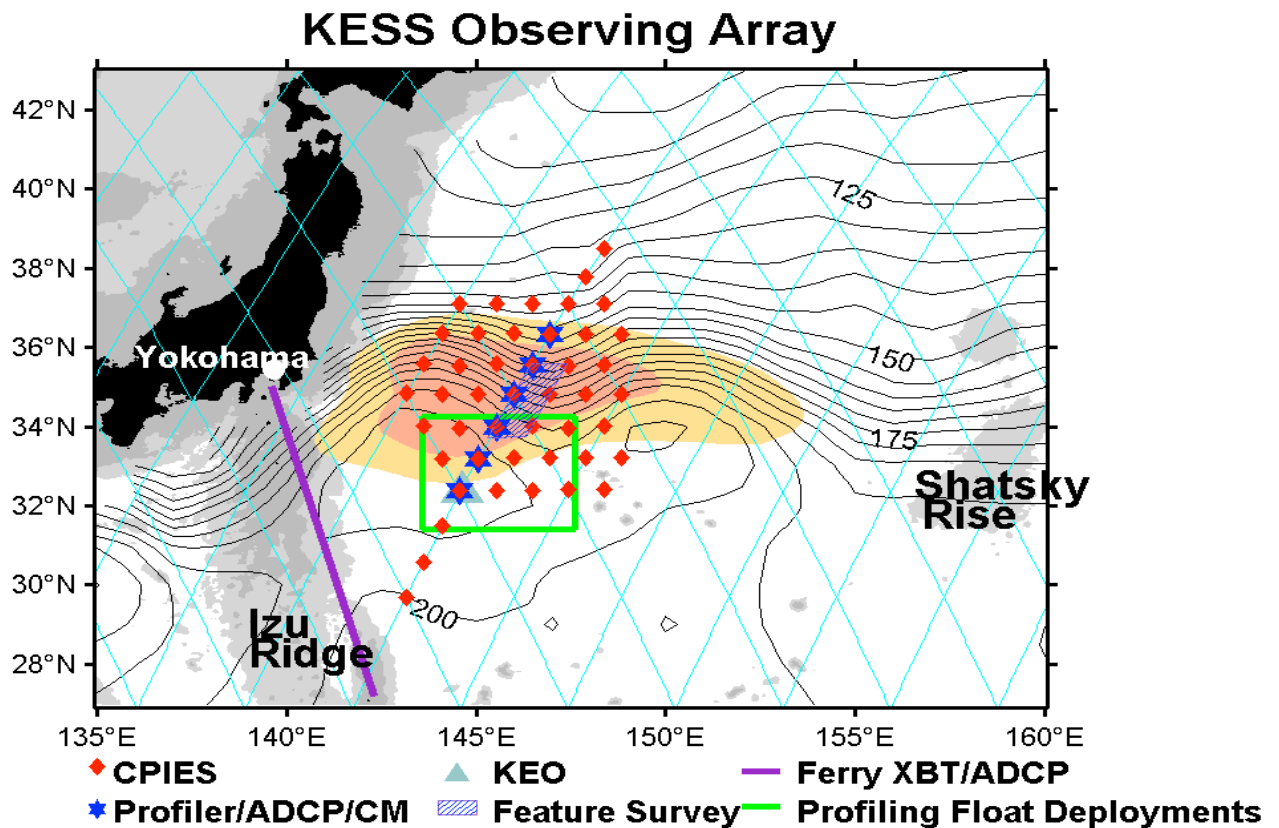 KESS Observing Array
42°N
40°N
38°N
36°N
34°N
32°N
30°N
28°N
125
150
175
200
Yokohama
Shatsky
Rise
Izu
Ridge
135°E 140°E 145°E 150°E 155°E 160°E
CPIES KEO Ferry XBT/ADCP
Profiler/ADCP/CM Feature Survey Profiling Float Deployments